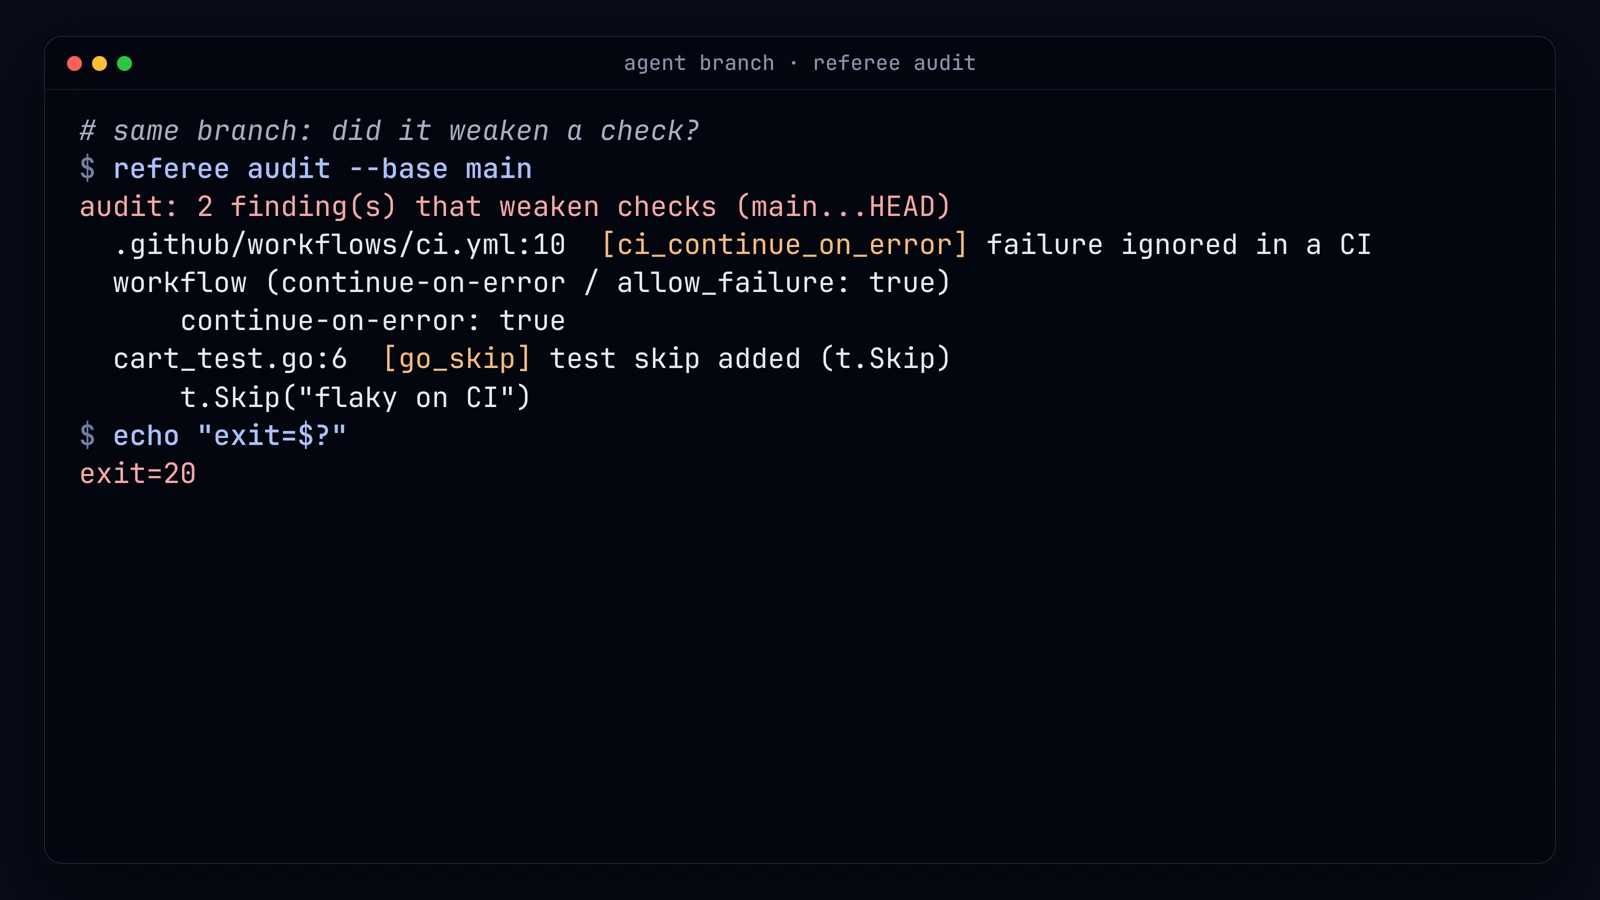 agent branch · referee audit
# same branch: did it weaken a check?
$ referee audit --base main
audit: 2 finding(s) that weaken checks (main...HEAD)
  .github/workflows/ci.yml:10  [ci_continue_on_error] failure ignored in a CI
  workflow (continue-on-error / allow_failure: true)
      continue-on-error: true
  cart_test.go:6  [go_skip] test skip added (t.Skip)
      t.Skip("flaky on CI")
$ echo "exit=$?"
exit=20